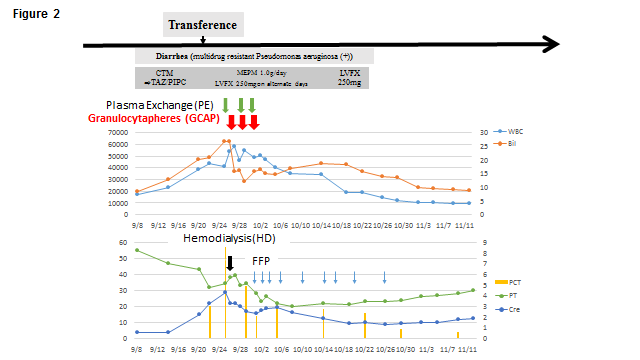 Figure 2
Transference
Diarrhea (multidrug resistant Pseudomonas aeruginosa (+))
CTM MEPM 1.0g/day LVFX
⇒TAZ/PIPC LVFX 250mg on alternate days 250mg
Plasma Exchange (PE)
Granulocytapheres (GCAP)
70000 30
60000 25
50000 20
40000
30000 15
20000 10
10000 5
0 0
WBC
Bil
9/8 9/12 9/16 9/20 9/24 9/28 10/2 10/6 10/10 10/14 10/18 10/22 10/26 10/30 11/3 11/7 11/11
Hemodialysis(HD)
FFP
60 9
50 8
40 7
30 6
20 5
10 4
0 3
2
1
0
PCT
PT
Cre
9/8 9/12 9/16 9/20 9/24 9/28 10/2 10/6 10/10 10/14 10/18 10/22 10/26 10/30 11/3 11/7 11/11